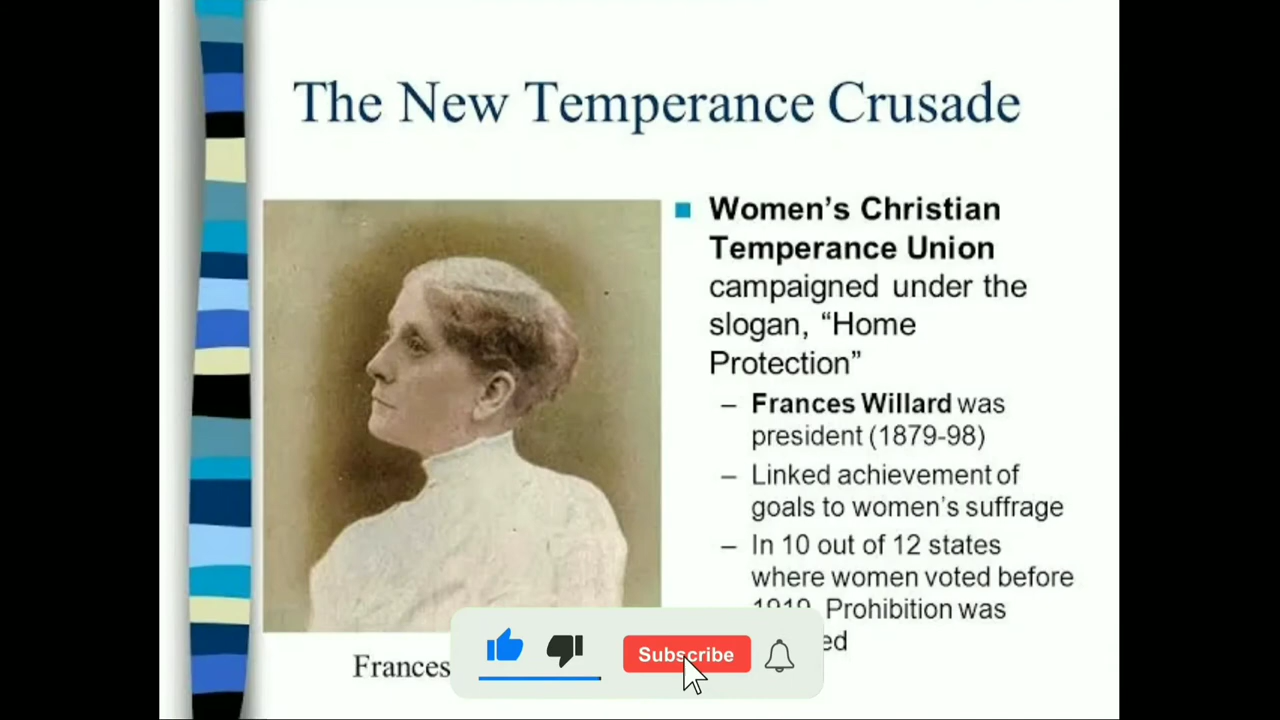 The New Temperance Crusade
Women's Christian
Temperance Union
campaigned under the
slogan, “Home
Protection”
– Frances Willard was
president (1879-98)
– Linked achievement of
goals to women's suffrage
– In 10 out of 12 states
where women voted before
1919, Prohibition was
ed
Frances
Subscribe